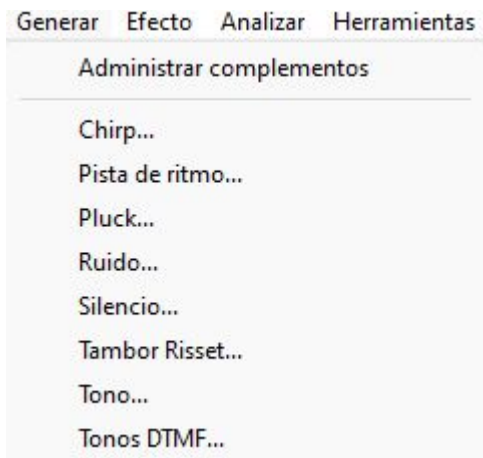 Generar Efecto Analizar Herramientas
Administrar complementos
Chirp...
Pista de ritmo...
Pluck...
Ruido...
Silencio...
Tambor Risset...
Tono...
Tonos DTMF...